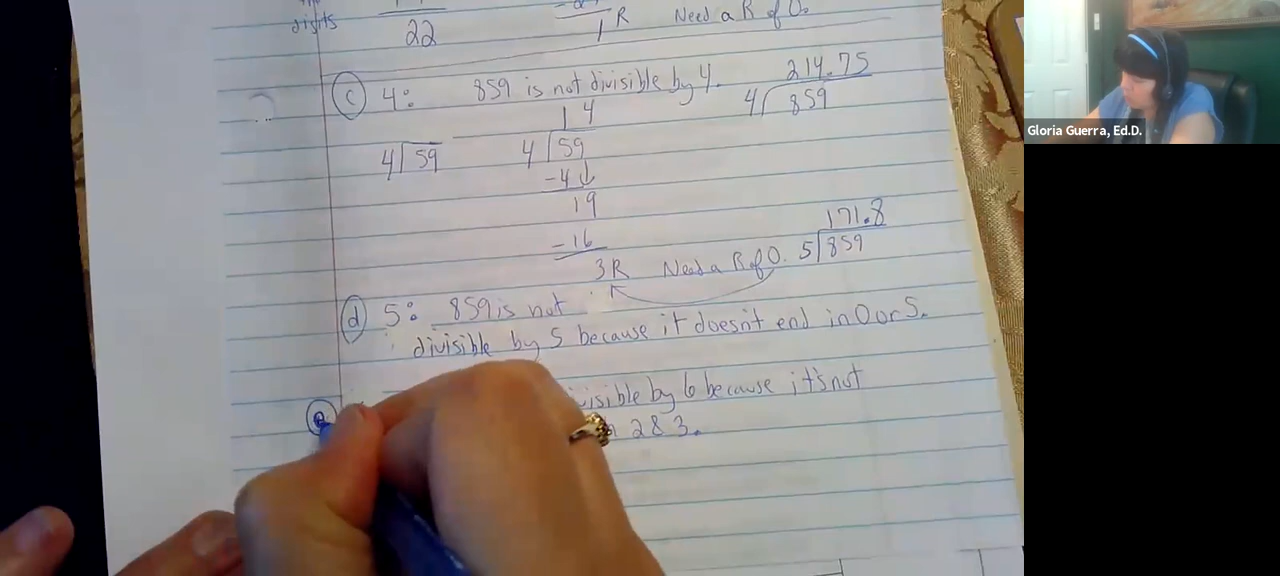 digits
22
1 R Need a R of 0.
c 4: 859 is not divisible by 4.
214.75
4 859
4 59
14
4 59
-4
19
-16
3R Need a R of 0.
171.8
5 859
d 5: 859 is not
divisible by 5 because it doesn't end in 0 or 5.
e
by 6 because it's not
2 & 3.
Gloria Guerra, Ed.D.